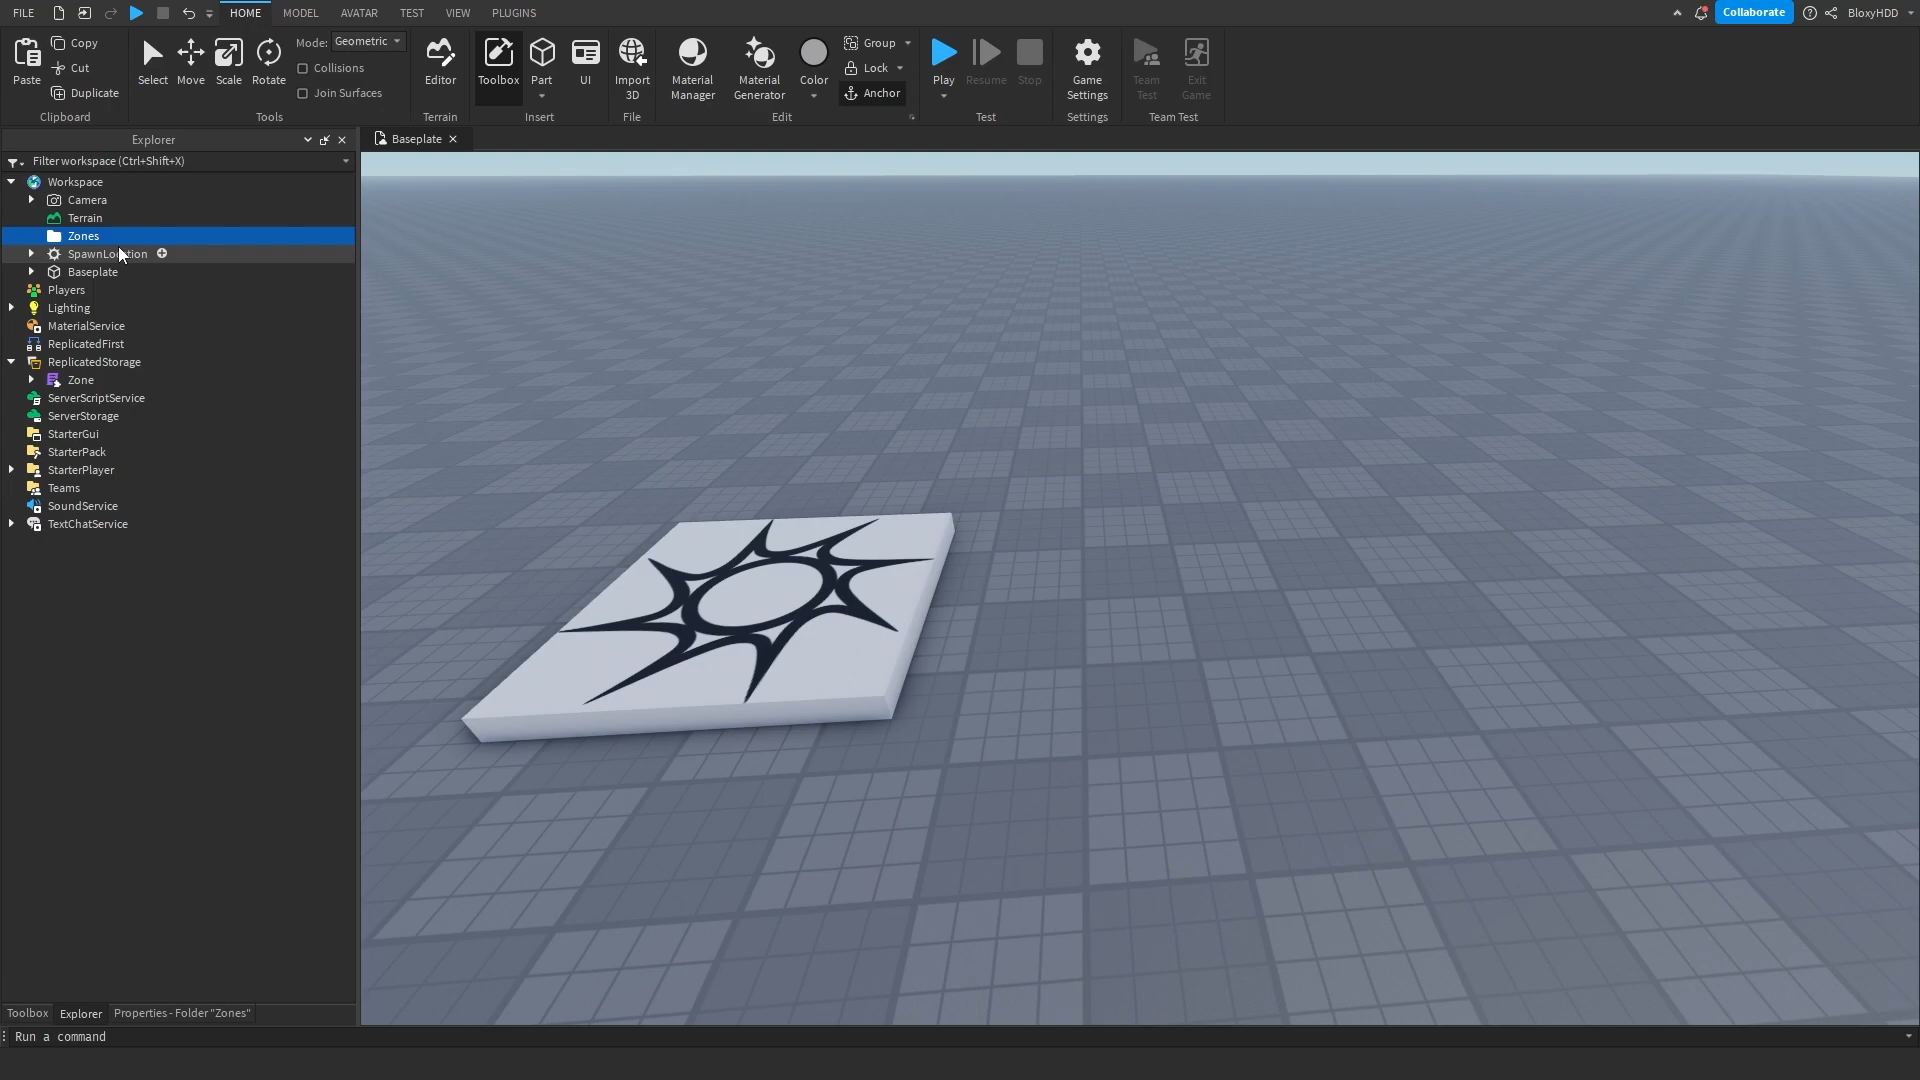 FILE HOME MODEL AVATAR TEST VIEW PLUGINS Collaborate BloxyHDD
Paste Copy Cut Duplicate Clipboard
Select Move Scale Rotate Mode: Geometric Collisions Join Surfaces Tools
Editor Terrain
Toolbox Part UI Insert
Import 3D File
Material Manager Material Generator Color Group Lock Anchor Edit
Play Resume Stop Test
Game Settings Settings
Team Test Exit Game Team Test
Explorer
Baseplate
Filter workspace (Ctrl+Shift+X)
Workspace
Camera
Terrain
Zones
SpawnLocation
Baseplate
Players
Lighting
MaterialService
ReplicatedFirst
ReplicatedStorage
Zone
ServerScriptService
ServerStorage
StarterGui
StarterPack
StarterPlayer
Teams
SoundService
TextChatService
Toolbox Explorer Properties - Folder "Zones"
Run a command